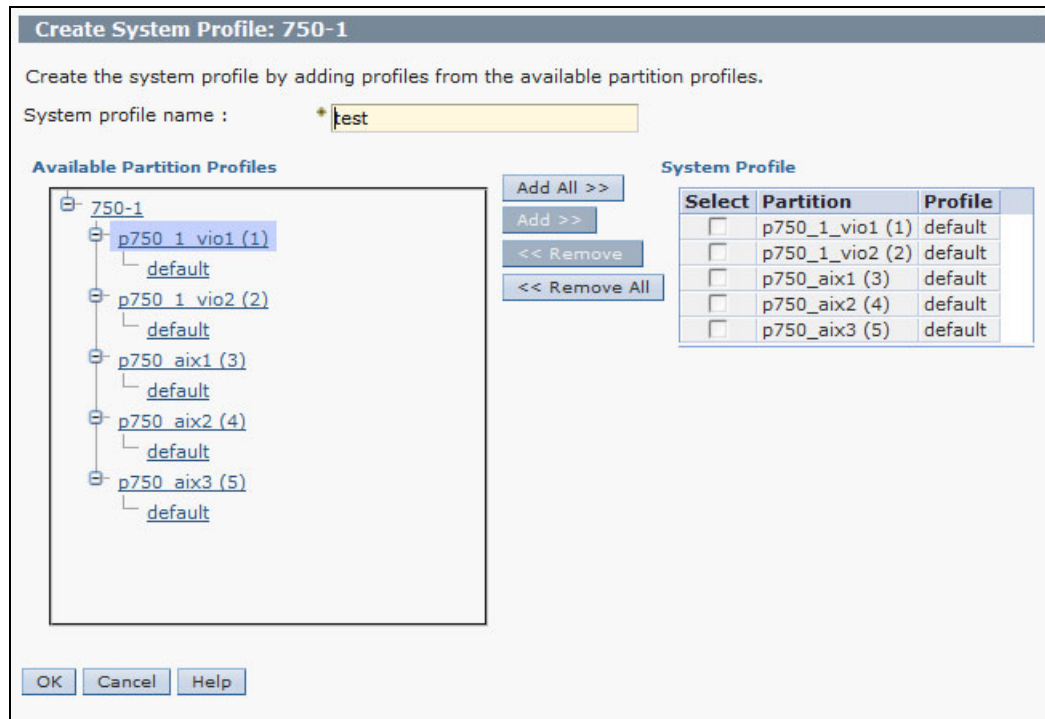 Create System Profile: 750-1
Create the system profile by adding profiles from the available partition profiles.
System profile name : * test
Available Partition Profiles
750-1
p750_1_vio1 (1)
default
p750_1_vio2 (2)
default
p750_aix1 (3)
default
p750_aix2 (4)
default
p750_aix3 (5)
default
Add All >>
Add >>
<< Remove
<< Remove All
System Profile
Select Partition Profile
p750_1_vio1 (1) default
p750_1_vio2 (2) default
p750_aix1 (3) default
p750_aix2 (4) default
p750_aix3 (5) default
OK Cancel Help